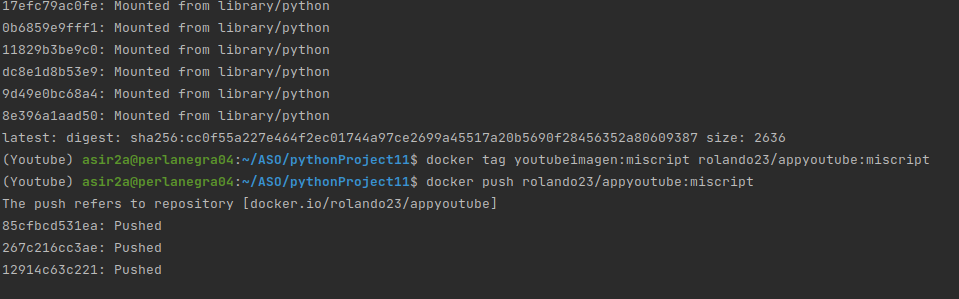 17efc79ac0fe: Mounted from library/python
0b6859e9fff1: Mounted from library/python
11829b3be9c0: Mounted from library/python
dc8e1d8b53e9: Mounted from library/python
9d49e0bc68a4: Mounted from library/python
8e396a1aad50: Mounted from library/python
latest: digest: sha256:cc0f55a227e464f2ec01744a97ce2699a45517a20b5690f28456352a80609387 size: 2636
(Youtube) asir2a@perlanegra04:~/ASO/pythonProject11$ docker tag youtubeimagen:miscript rolando23/appyoutube:miscript
(Youtube) asir2a@perlanegra04:~/ASO/pythonProject11$ docker push rolando23/appyoutube:miscript
The push refers to repository [docker.io/rolando23/appyoutube]
85cfbcd531ea: Pushed
267c216cc3ae: Pushed
12914c63c221: Pushed